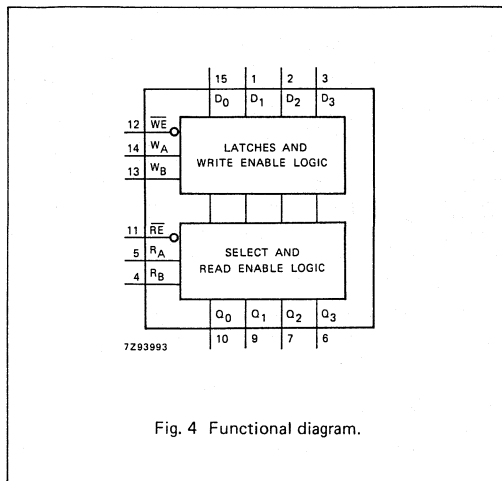 15 1 2 3
D0 D1 D2 D3
12 WE
14 WA
13 WB
LATCHES AND
WRITE ENABLE LOGIC
11 RE
5 RA
4 RB
SELECT AND
READ ENABLE LOGIC
Q0 Q1 Q2 Q3
10 9 7 6
7Z93993
Fig. 4 Functional diagram.